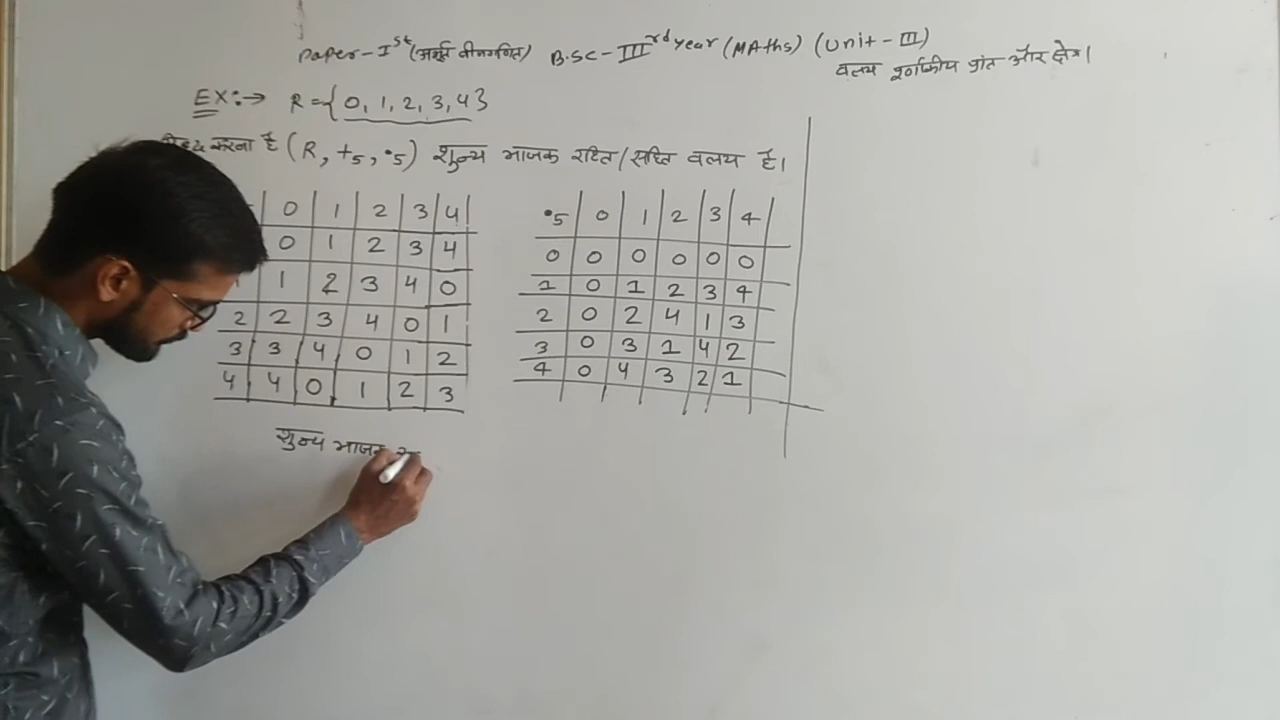 Paper-Ist (अमूर्त बीजगणित) B.SC-IIIrd year (MAths) (Unit-III)
वलय पूर्णांकीय प्रांत और क्षेत्र।
EX:→ R={0, 1, 2, 3, 4}
करना है (R, +5, •5) शून्य भाजक रहित/सहित वलय है।
0 1 2 3 4
0 1 2 3 4
1 2 3 4 0
2 2 3 4 0 1
3 3 4 0 1 2
4 4 0 1 2 3
•5 0 1 2 3 4
0 0 0 0 0 0
1 0 1 2 3 4
2 0 2 4 1 3
3 0 3 1 4 2
4 0 4 3 2 1
शून्य भाजक